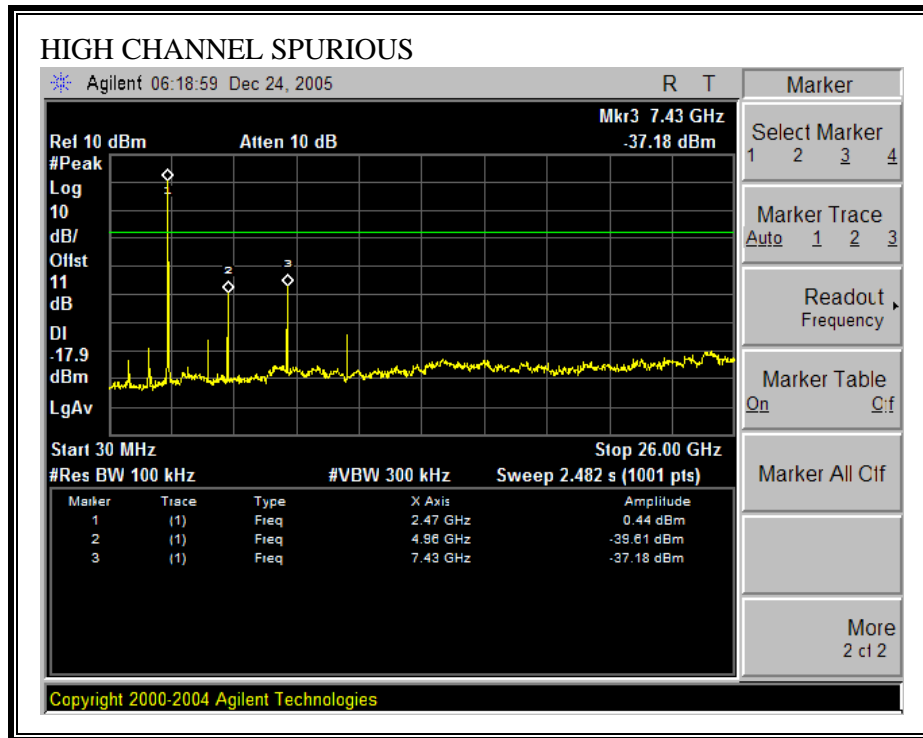 HIGH CHANNEL SPURIOUS
Agilent 06:18:59 Dec 24, 2005 R T
Mkr3 7.43 GHz
Ref 10 dBm Atten 10 dB -37.18 dBm
#Peak
Log
10
dB/
Offst
11
dB
DI
-17.9
dBm
LgAv
1
2
3
Start 30 MHz Stop 26.00 GHz
#Res BW 100 kHz #VBW 300 kHz Sweep 2.482 s (1001 pts)
Marker Trace Type X Axis Amplitude
1 (1) Freq 2.47 GHz 0.44 dBm
2 (1) Freq 4.96 GHz -39.61 dBm
3 (1) Freq 7.43 GHz -37.18 dBm
Copyright 2000-2004 Agilent Technologies
Marker
Select Marker
1 2 3 4
Marker Trace
Auto 1 2 3
Readout
Frequency
Marker Table
On Off
Marker All Off
More
2 of 2